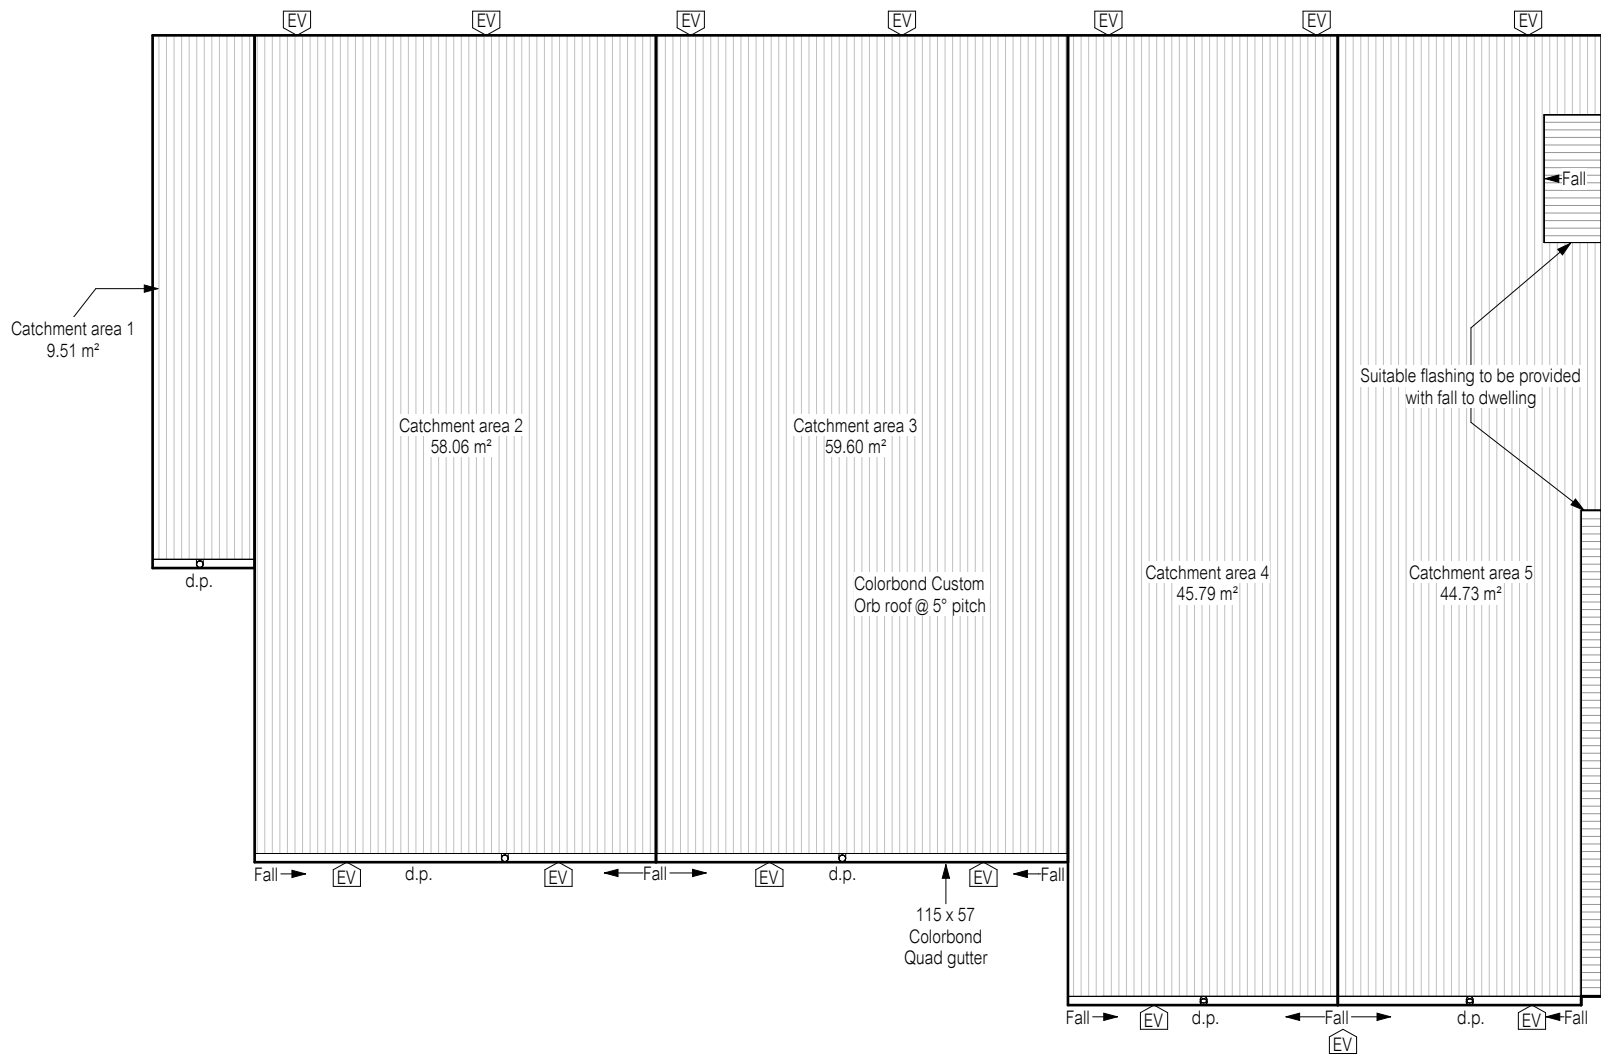 EV
EV
EV
EV
EV
EV
EV
Fall
Catchment area 1
9.51 m²
Suitable flashing to be provided
with fall to dwelling
Catchment area 2
58.06 m²
Catchment area 3
59.60 m²
Colorbond Custom
Orb roof @ 5° pitch
Catchment area 4
45.79 m²
Catchment area 5
44.73 m²
d.p.
Fall
EV
d.p.
EV
Fall
EV
d.p.
EV
Fall
115 x 57
Colorbond
Quad gutter
Fall
EV
d.p.
Fall
EV
d.p.
EV
Fall